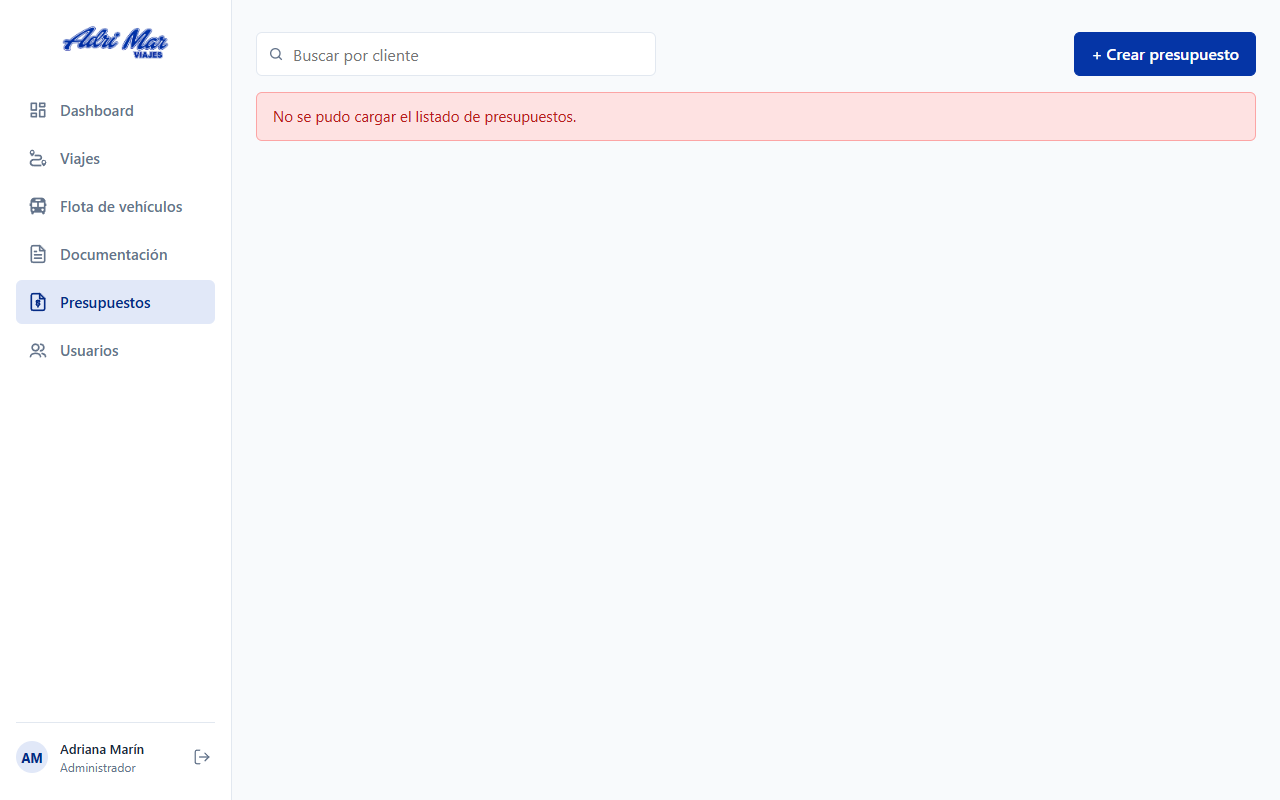 Adri Mar
VIAJES
Dashboard
Viajes
Flota de vehículos
Documentación
Presupuestos
Usuarios
AM
Adriana Marín
Administrador
Buscar por cliente
+ Crear presupuesto
No se pudo cargar el listado de presupuestos.